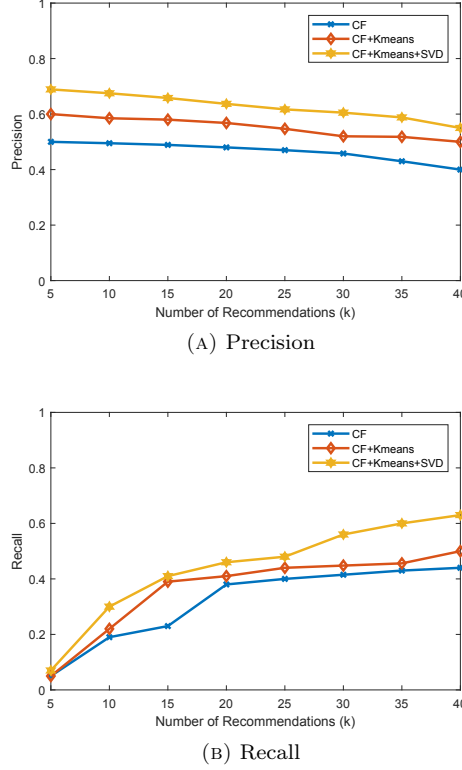 1
0.8
0.6
0.4
0.2
0
Precision
CF
CF+Kmeans
CF+Kmeans+SVD
5 10 15 20 25 30 35 40
Number of Recommendations (k)
(A) Precision
1
0.8
0.6
0.4
0.2
0
Recall
CF
CF+Kmeans
CF+Kmeans+SVD
5 10 15 20 25 30 35 40
Number of Recommendations (k)
(B) Recall